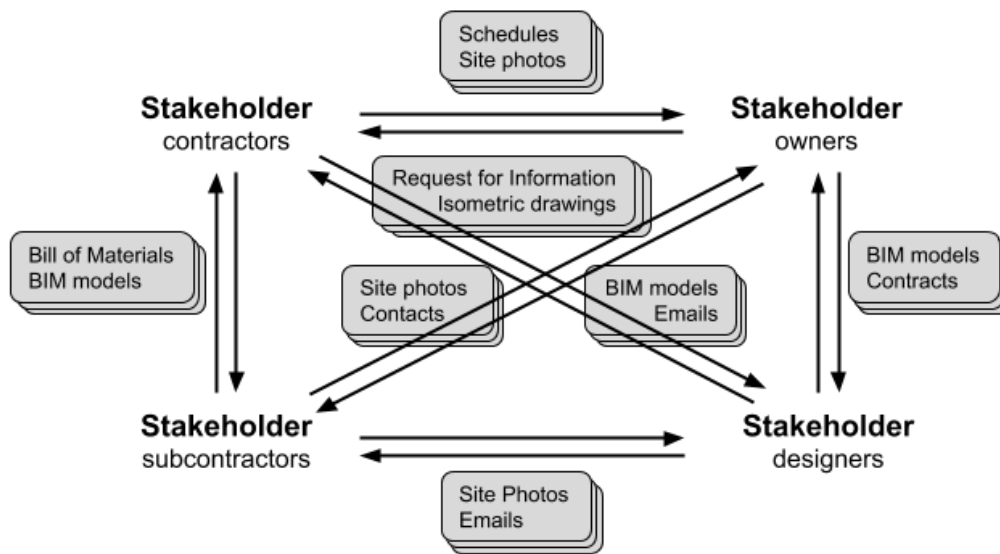 Schedules
Site photos
Stakeholder
contractors
Stakeholder
owners
Request for Information
Isometric drawings
Bill of Materials
BIM models
Site photos
Contacts
BIM models
Emails
BIM models
Contracts
Stakeholder
subcontractors
Stakeholder
designers
Site Photos
Emails